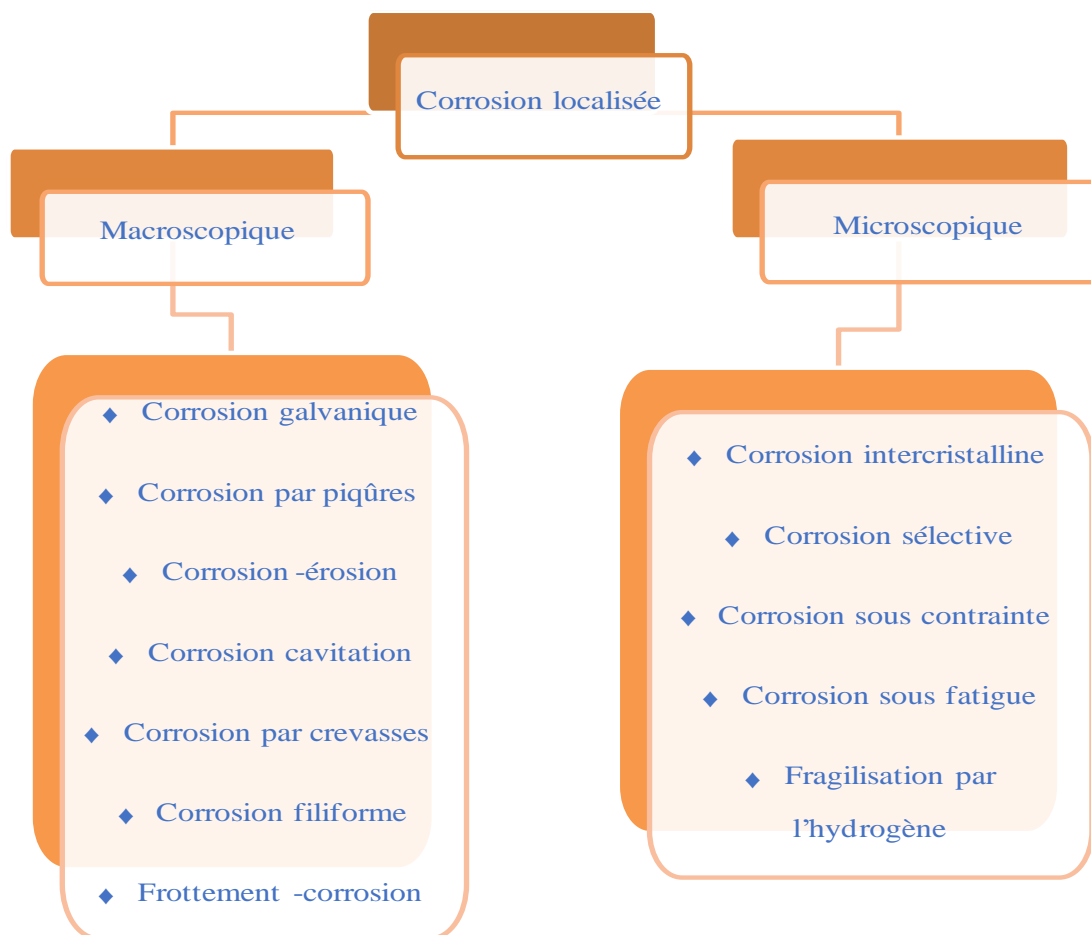 Corrosion localisée
Macroscopique
Microscopique
♦ Corrosion galvanique
♦ Corrosion par piqûres
♦ Corrosion -érosion
♦ Corrosion cavitation
♦ Corrosion par crevasses
♦ Corrosion filiforme
♦ Frottement -corrosion
♦ Corrosion intercristalline
♦ Corrosion sélective
♦ Corrosion sous contrainte
♦ Corrosion sous fatigue
♦ Fragilisation par
l’hydrogène